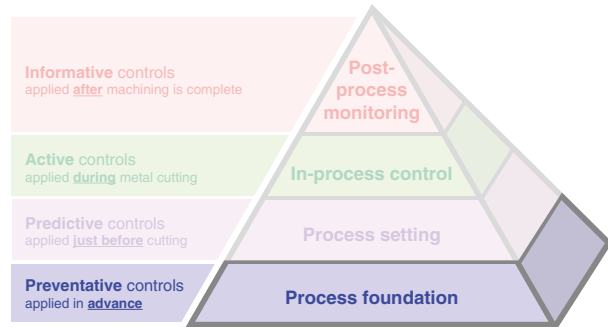 Informative controls
applied after machining is complete
Post-
process
monitoring
Active controls
applied during metal cutting
In-process control
Predictive controls
applied just before cutting
Process setting
Preventative controls
applied in advance
Process foundation